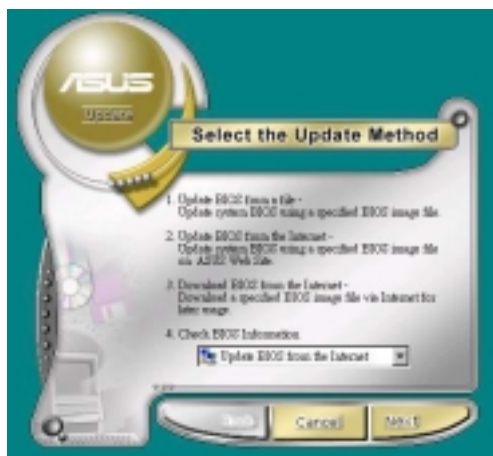 ASUS
Update
Select the Update Method
1. Update BIOS from a file -
Update system BIOS using a specified BIOS image file.
2. Update BIOS from the Internet -
Update system BIOS using a specified BIOS image file
via ASUS Web Site.
3. Download BIOS from the Internet -
Download a specified BIOS image file via Internet for
later usage.
4. Check BIOS Information
Update BIOS from the Internet
Cancel
Next